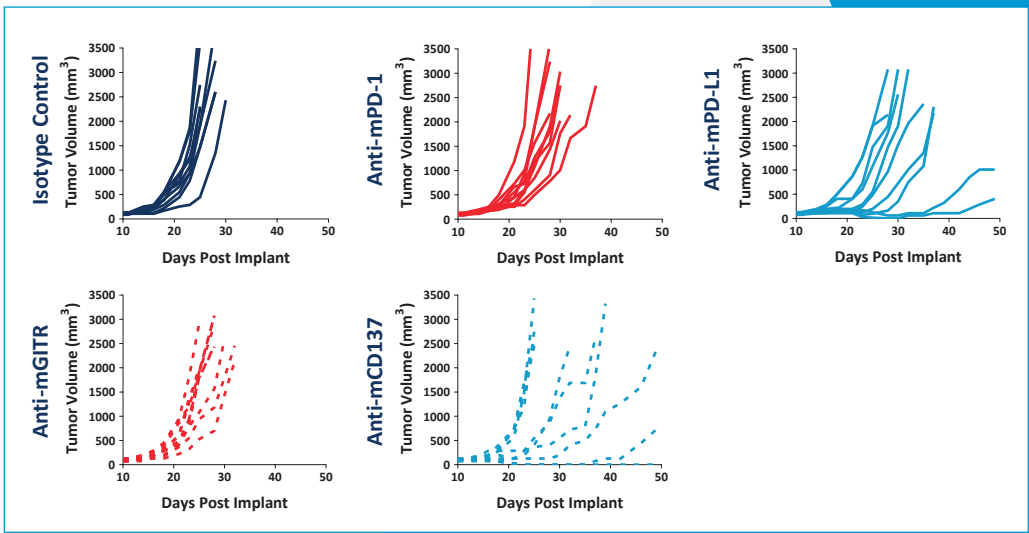 Isotype Control
Tumor Volume (mm³)
3500
3000
2500
2000
1500
1000
500
0
10 20 30 40 50
Days Post Implant
Anti-mPD-1
Tumor Volume (mm³)
3500
3000
2500
2000
1500
1000
500
0
10 20 30 40 50
Days Post Implant
Anti-mPD-L1
Tumor Volume (mm³)
3500
3000
2500
2000
1500
1000
500
0
10 20 30 40 50
Days Post Implant
Anti-mGITR
Tumor Volume (mm³)
3500
3000
2500
2000
1500
1000
500
0
10 20 30 40 50
Days Post Implant
Anti-mCD137
Tumor Volume (mm³)
3500
3000
2500
2000
1500
1000
500
0
10 20 30 40 50
Days Post Implant